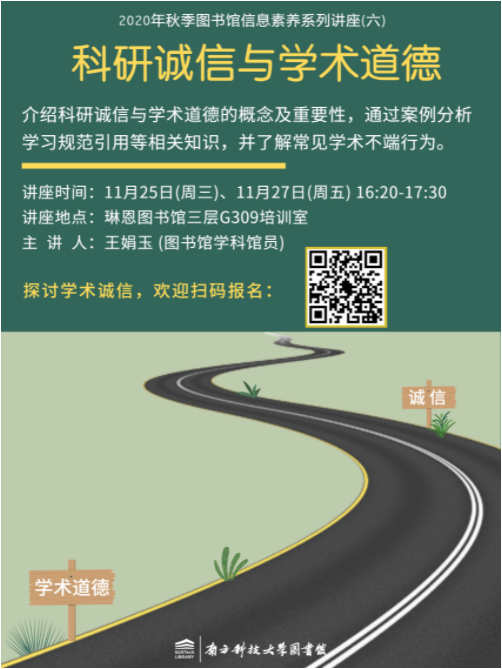 2020年秋季图书馆信息素养系列讲座(六)
科研诚信与学术道德
介绍科研诚信与学术道德的概念及重要性，通过案例分析
学习规范引用等相关知识，并了解常见学术不端行为。
讲座时间：11月25日(周三)、11月27日(周五) 16:20-17:30
讲座地点：琳恩图书馆三层G309培训室
主 讲 人：王娟玉 (图书馆学科馆员)
探讨学术诚信，欢迎扫码报名：
诚 信
学术道德
SUSTech
LIBRARY
南方科技大学图书馆